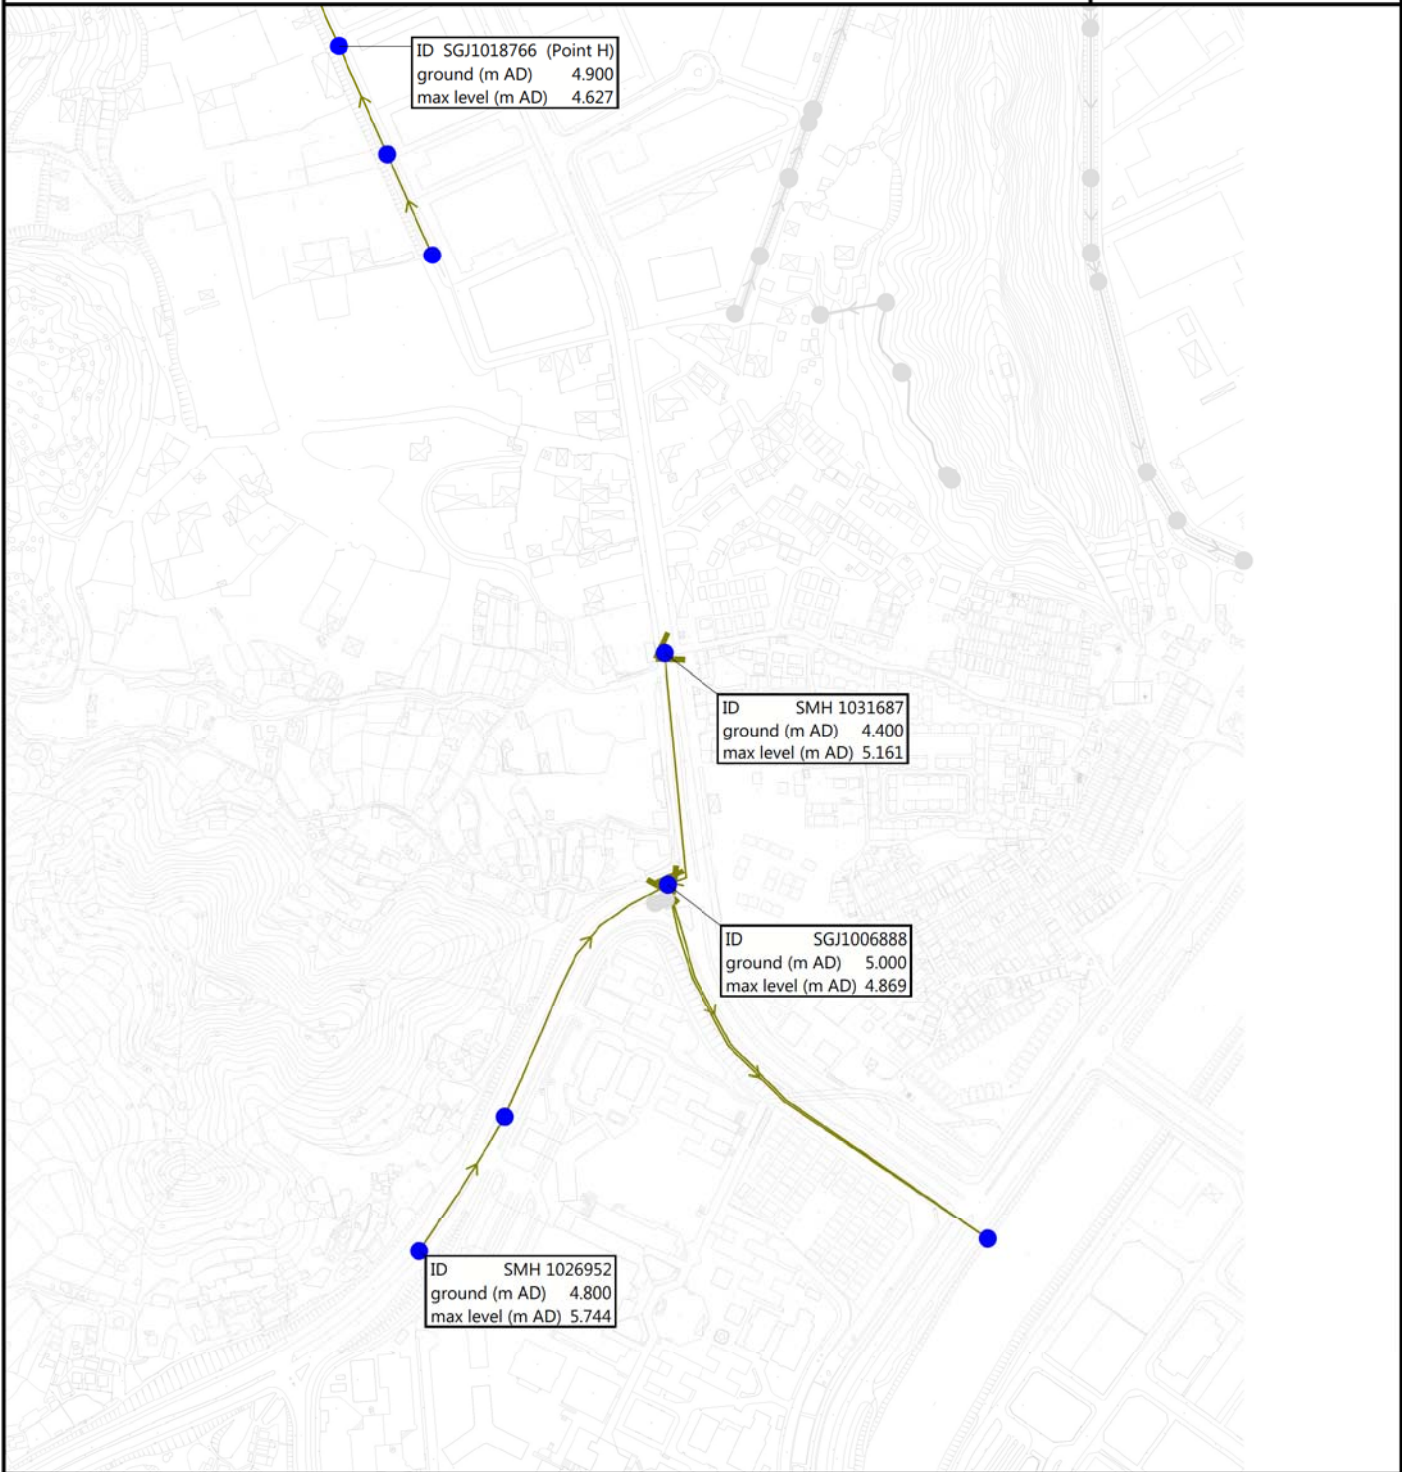 ID SGJ1018766 (Point H)
ground (m AD) 4.900
max level (m AD) 4.627
ID SMH 1031687
ground (m AD) 4.400
max level (m AD) 5.161
ID SGJ1006888
ground (m AD) 5.000
max level (m AD) 4.869
ID SMH 1026952
ground (m AD) 4.800
max level (m AD) 5.744